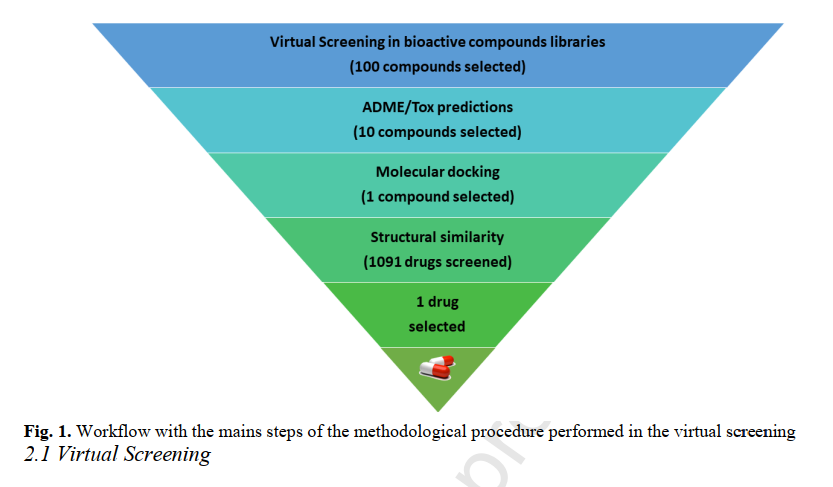 Virtual Screening in bioactive compounds libraries
(100 compounds selected)
ADME/Tox predictions
(10 compounds selected)
Molecular docking
(1 compound selected)
Structural similarity
(1091 drugs screened)
1 drug
selected
Fig. 1. Workflow with the mains steps of the methodological procedure performed in the virtual screening
2.1 Virtual Screening